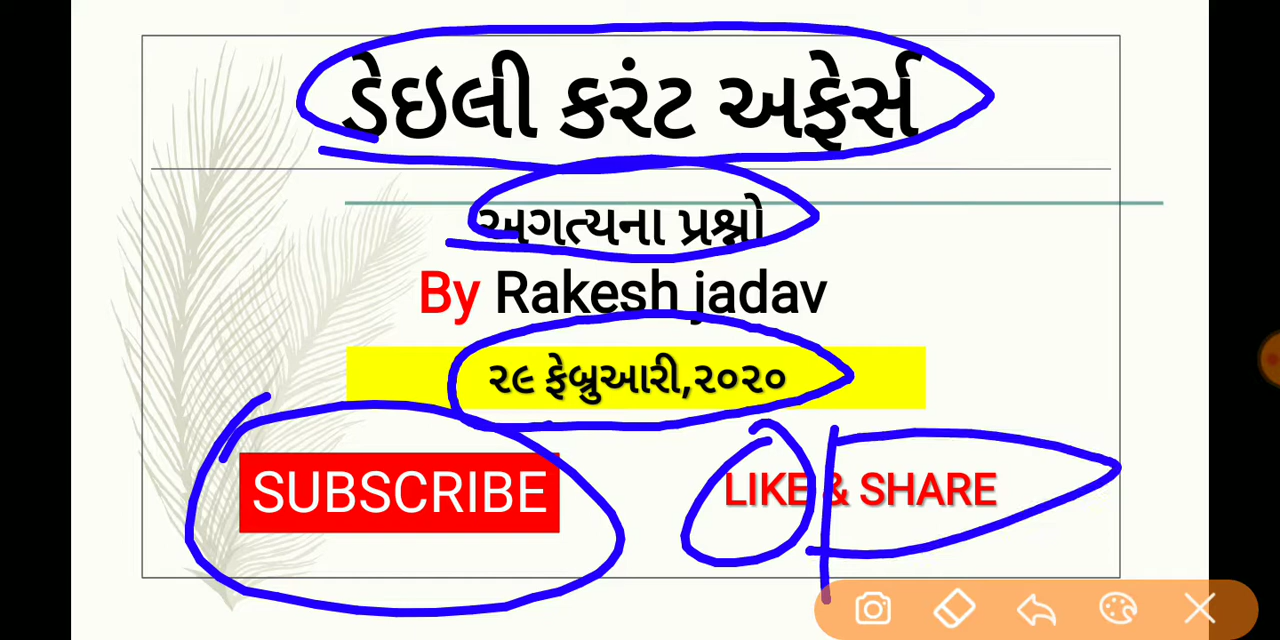 ડેઇલી કરંટ અફેર્સ
અગત્યના પ્રશ્નો
By Rakesh jadav
૨૯ ફેબ્રુઆરી,૨૦૨૦
SUBSCRIBE
LIKE & SHARE